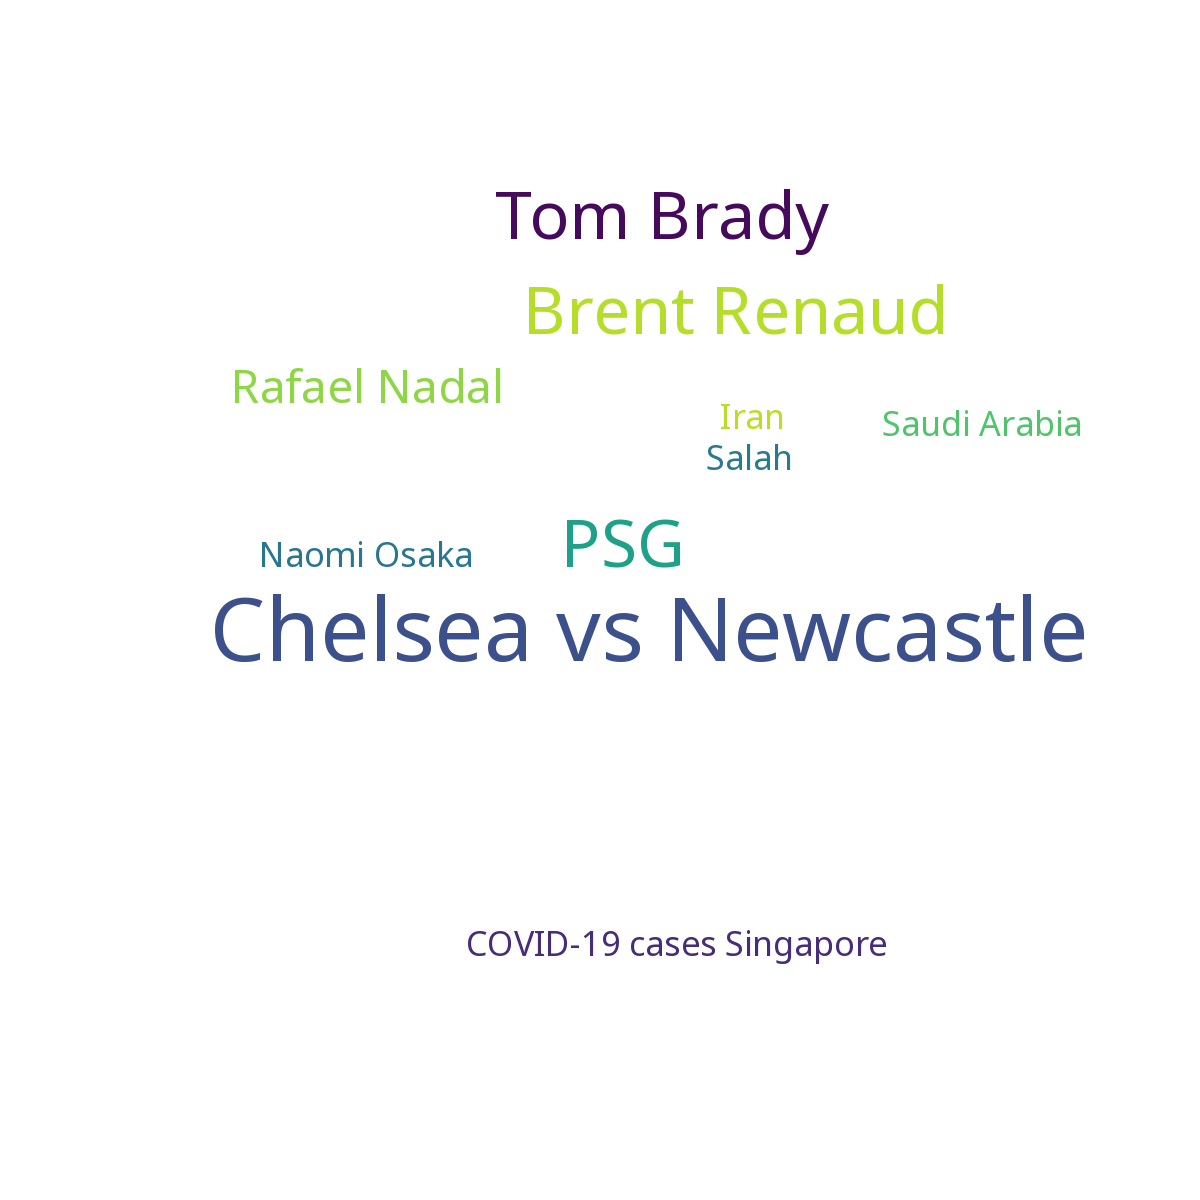 Tom Brady
Brent Renaud
Rafael Nadal
Iran
Saudi Arabia
Salah
Naomi Osaka
PSG
Chelsea vs Newcastle
COVID-19 cases Singapore